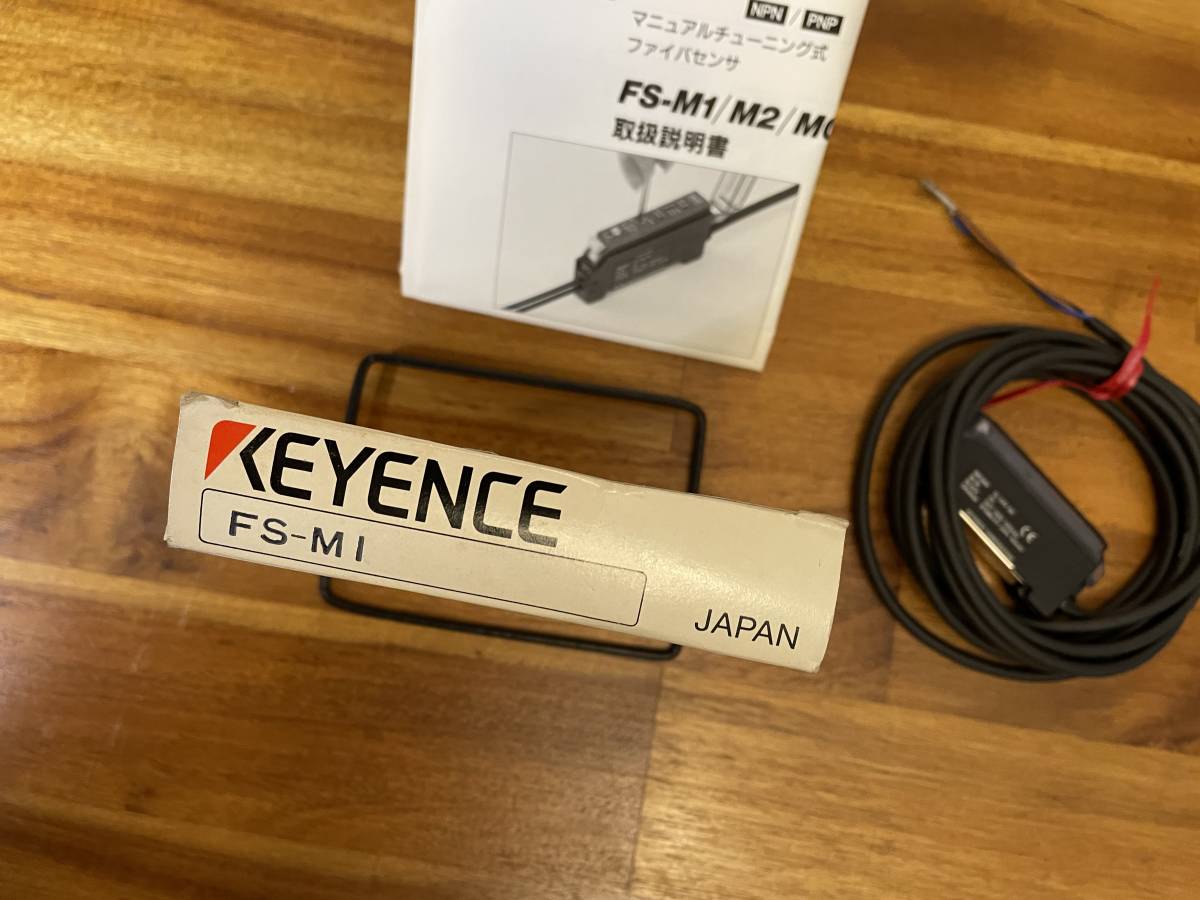 NPN / PNP
マニュアルチューニング式
ファイバセンサ
FS-M1/M2/M
取扱説明書
KEYENCE
FS-M1
JAPAN
CE